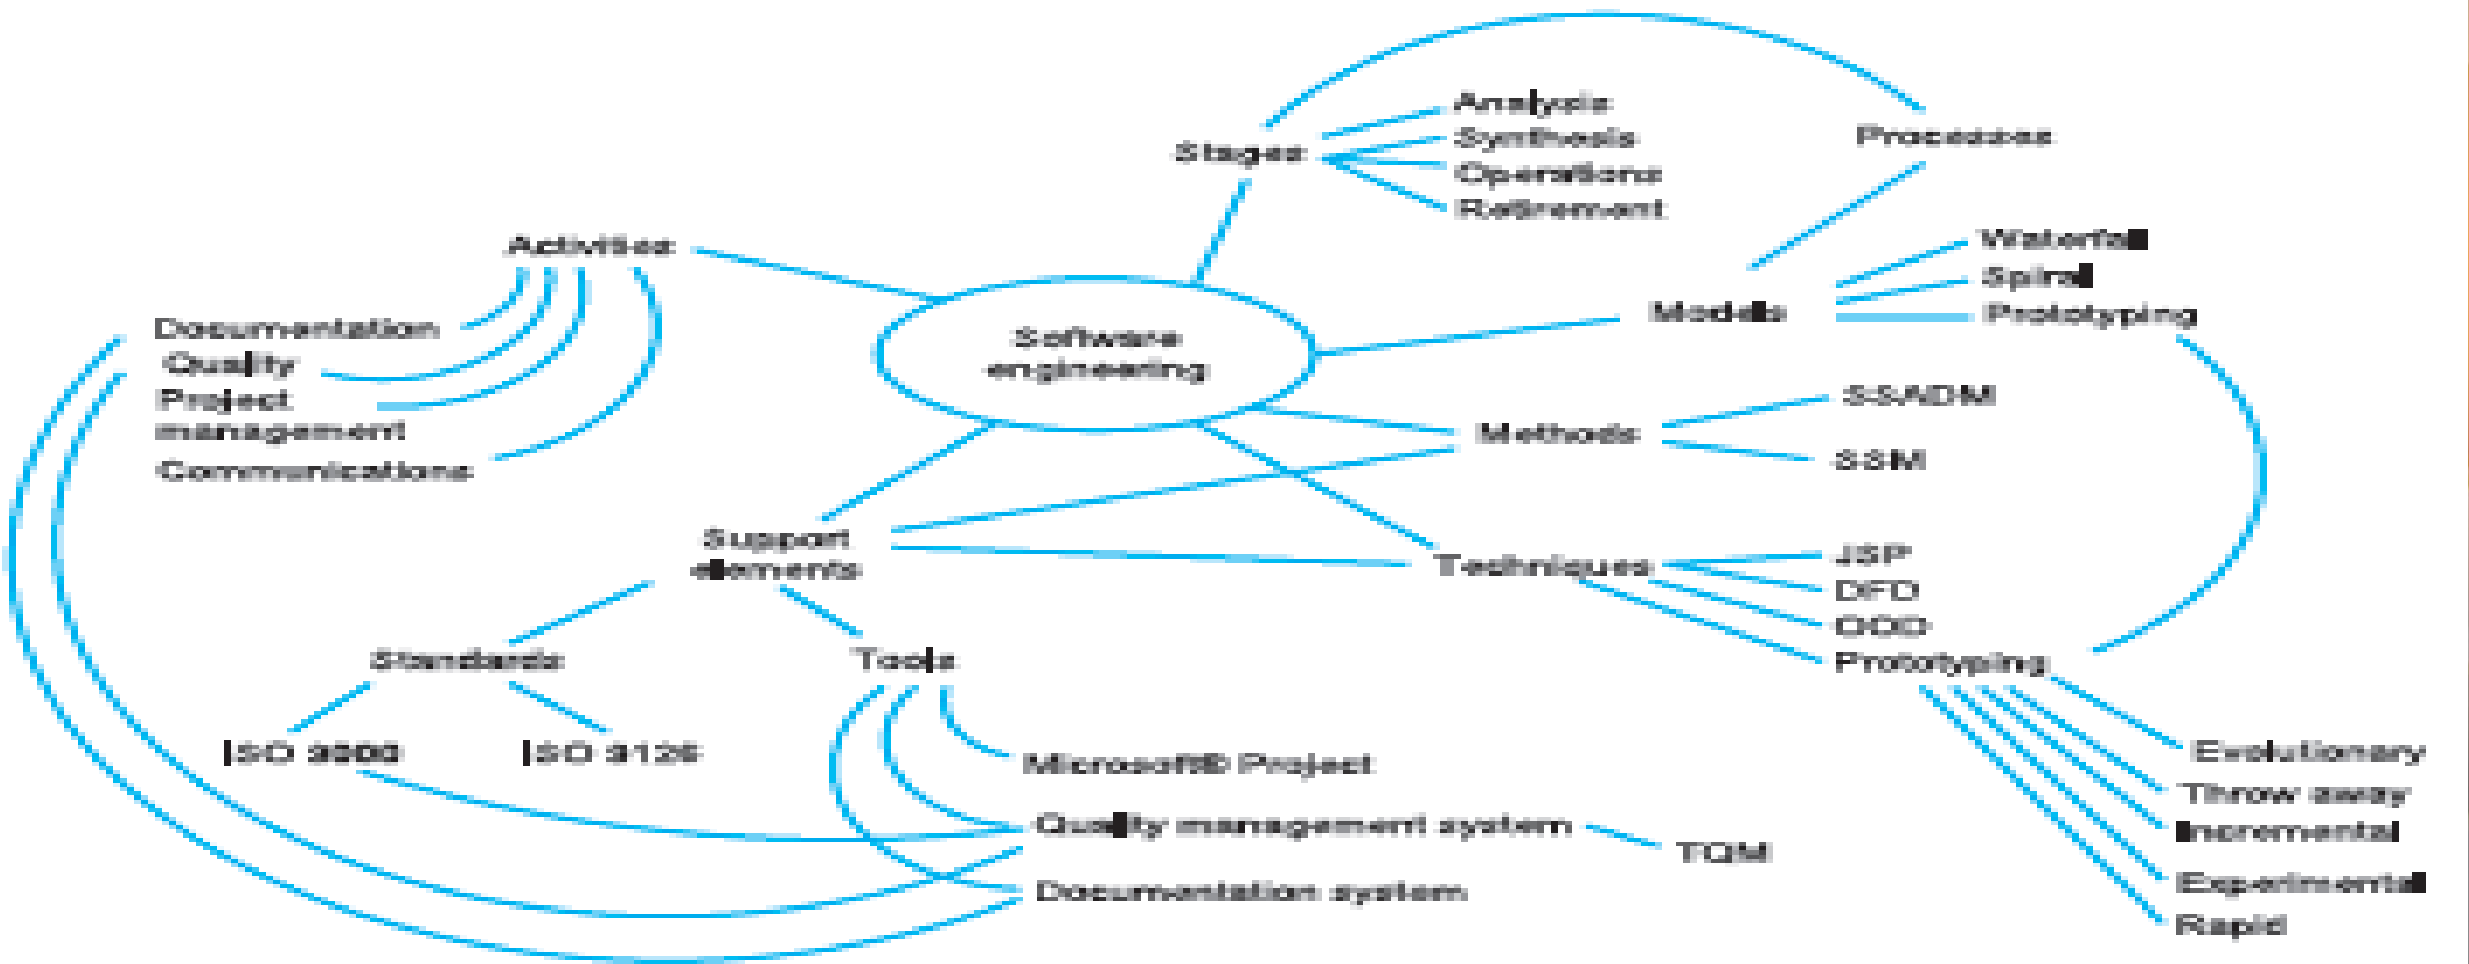 Analysis
Synthesis
Operations
Retirement
Stages
Processes
Activities
Waterfall
Spiral
Prototyping
Models
Software
engineering
Documentation
Quality
Project
management
Communications
SSADM
Methods
SSM
Support
elements
Techniques
JSP
DFD
OOD
Prototyping
Standards
Tools
ISO 9000
ISO 9126
Microsoft® Project
Quality management system
TQM
Documentation system
Evolutionary
Throw away
Incremental
Experimental
Rapid